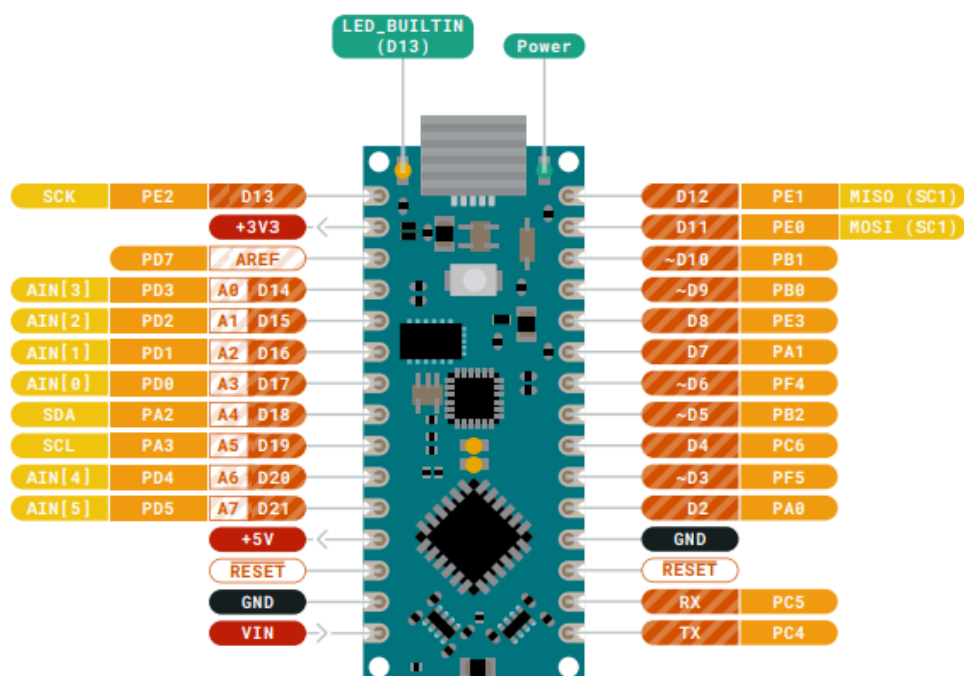 LED_BUILTIN
(D13)
Power
SCK PE2 D13
+3V3
PD7 AREF
AIN[3] PD3 A0 D14
AIN[2] PD2 A1 D15
AIN[1] PD1 A2 D16
AIN[0] PD0 A3 D17
SDA PA2 A4 D18
SCL PA3 A5 D19
AIN[4] PD4 A6 D20
AIN[5] PD5 A7 D21
+5V
RESET
GND
VIN
D12 PE1 MISO (SC1)
D11 PE0 MOSI (SC1)
~D10 PB1
~D9 PB0
D8 PE3
D7 PA1
~D6 PF4
~D5 PB2
D4 PC6
~D3 PF5
D2 PA0
GND
RESET
RX PC5
TX PC4